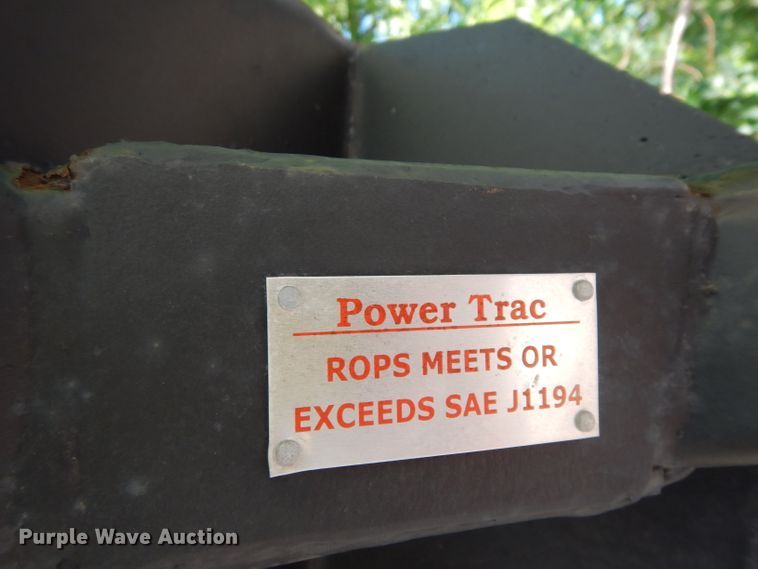 Power Trac
ROPS MEETS OR
EXCEEDS SAE J1194
Purple Wave Auction